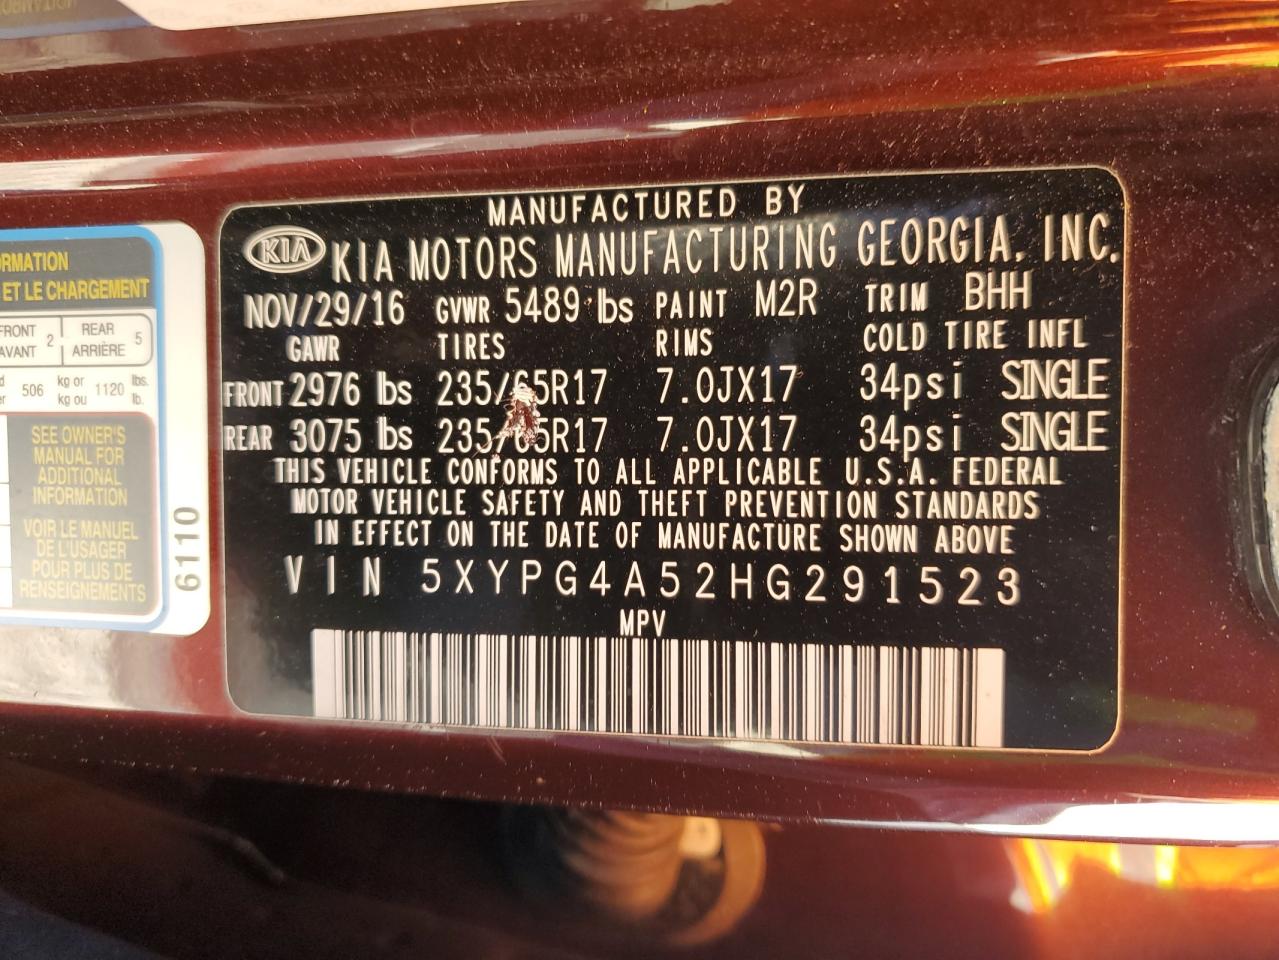 MANUFACTURED BY
KIA KIA MOTORS MANUFACTURING GEORGIA, INC.
NOV/29/16 GVWR 5489 lbs PAINT M2R TRIM BHH
GAWR TIRES RIMS COLD TIRE INFL
FRONT 2976 lbs 235/65R17 7.0JX17 34psi SINGLE
REAR 3075 lbs 235/65R17 7.0JX17 34psi SINGLE
THIS VEHICLE CONFORMS TO ALL APPLICABLE U.S.A. FEDERAL
MOTOR VEHICLE SAFETY AND THEFT PREVENTION STANDARDS
IN EFFECT ON THE DATE OF MANUFACTURE SHOWN ABOVE
VIN 5XYPG4A52HG291523
MPV
ET LE CHARGEMENT
FRONT 2 REAR 5
AVANT ARRIÈRE
506 kg or 1120 lbs.
kg ou lb.
SEE OWNER'S
MANUAL FOR
ADDITIONAL
INFORMATION
VOIR LE MANUEL
DE L'USAGER
POUR PLUS DE
RENSEIGNEMENTS
6110